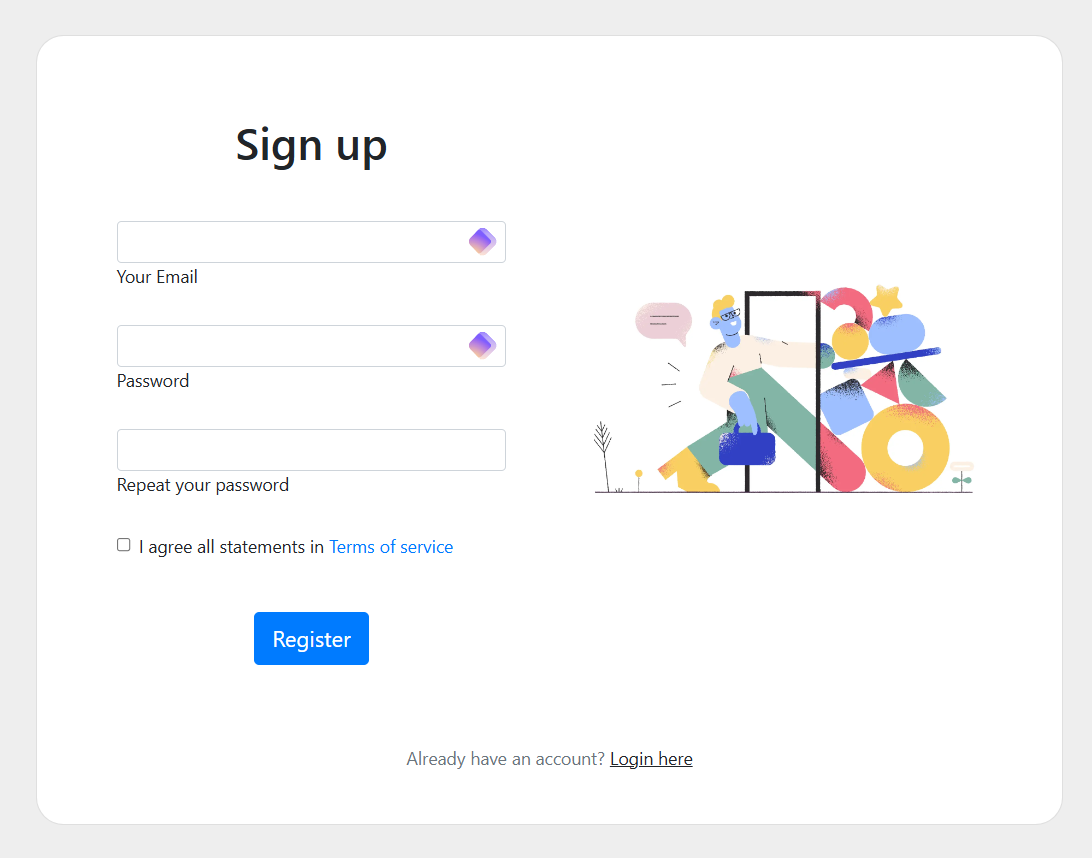 Sign up
Your Email
Password
Repeat your password
I agree all statements in Terms of service
Register
Already have an account? Login here